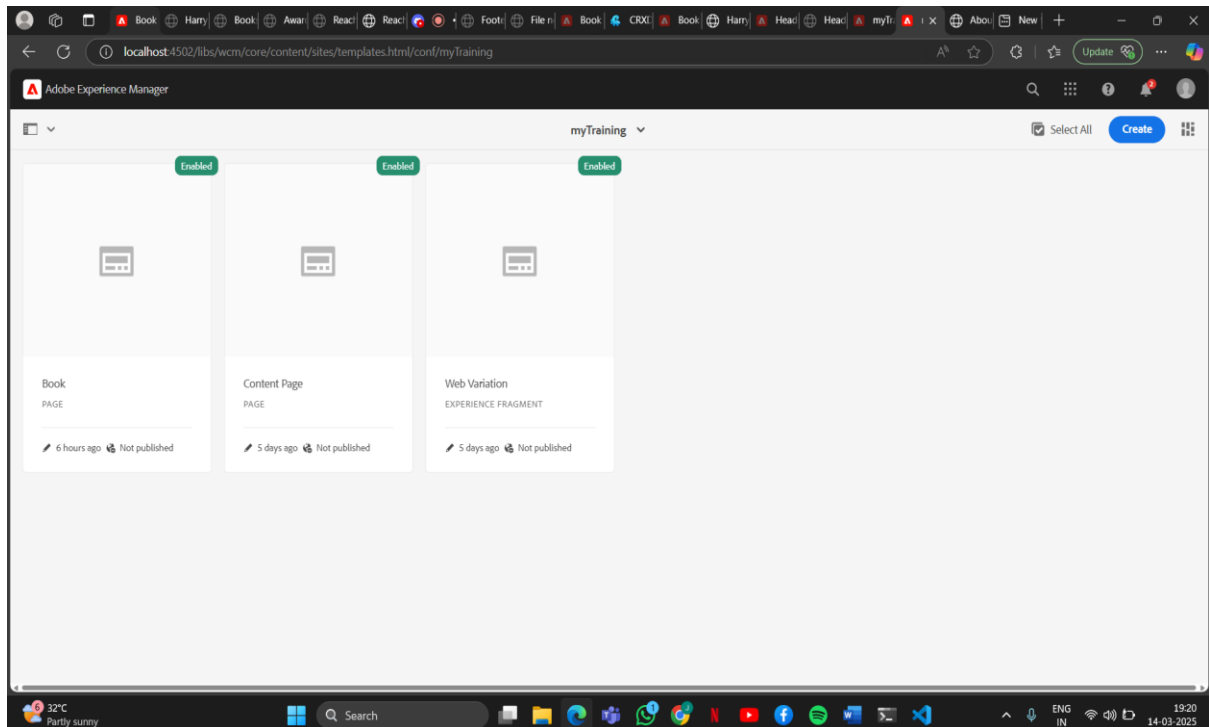 Book Harry Book Awar React React Foote File n Book CRXD Book Harry Head Head myTr Abou New
localhost:4502/libs/wcm/core/content/sites/templates.html/conf/myTraining Update
Adobe Experience Manager 2
myTraining Select All Create
Enabled Enabled Enabled
Book Content Page Web Variation
PAGE PAGE EXPERIENCE FRAGMENT
6 hours ago Not published 5 days ago Not published 5 days ago Not published
6 32°C Search ENG 19:20
Partly sunny IN 14-03-2025